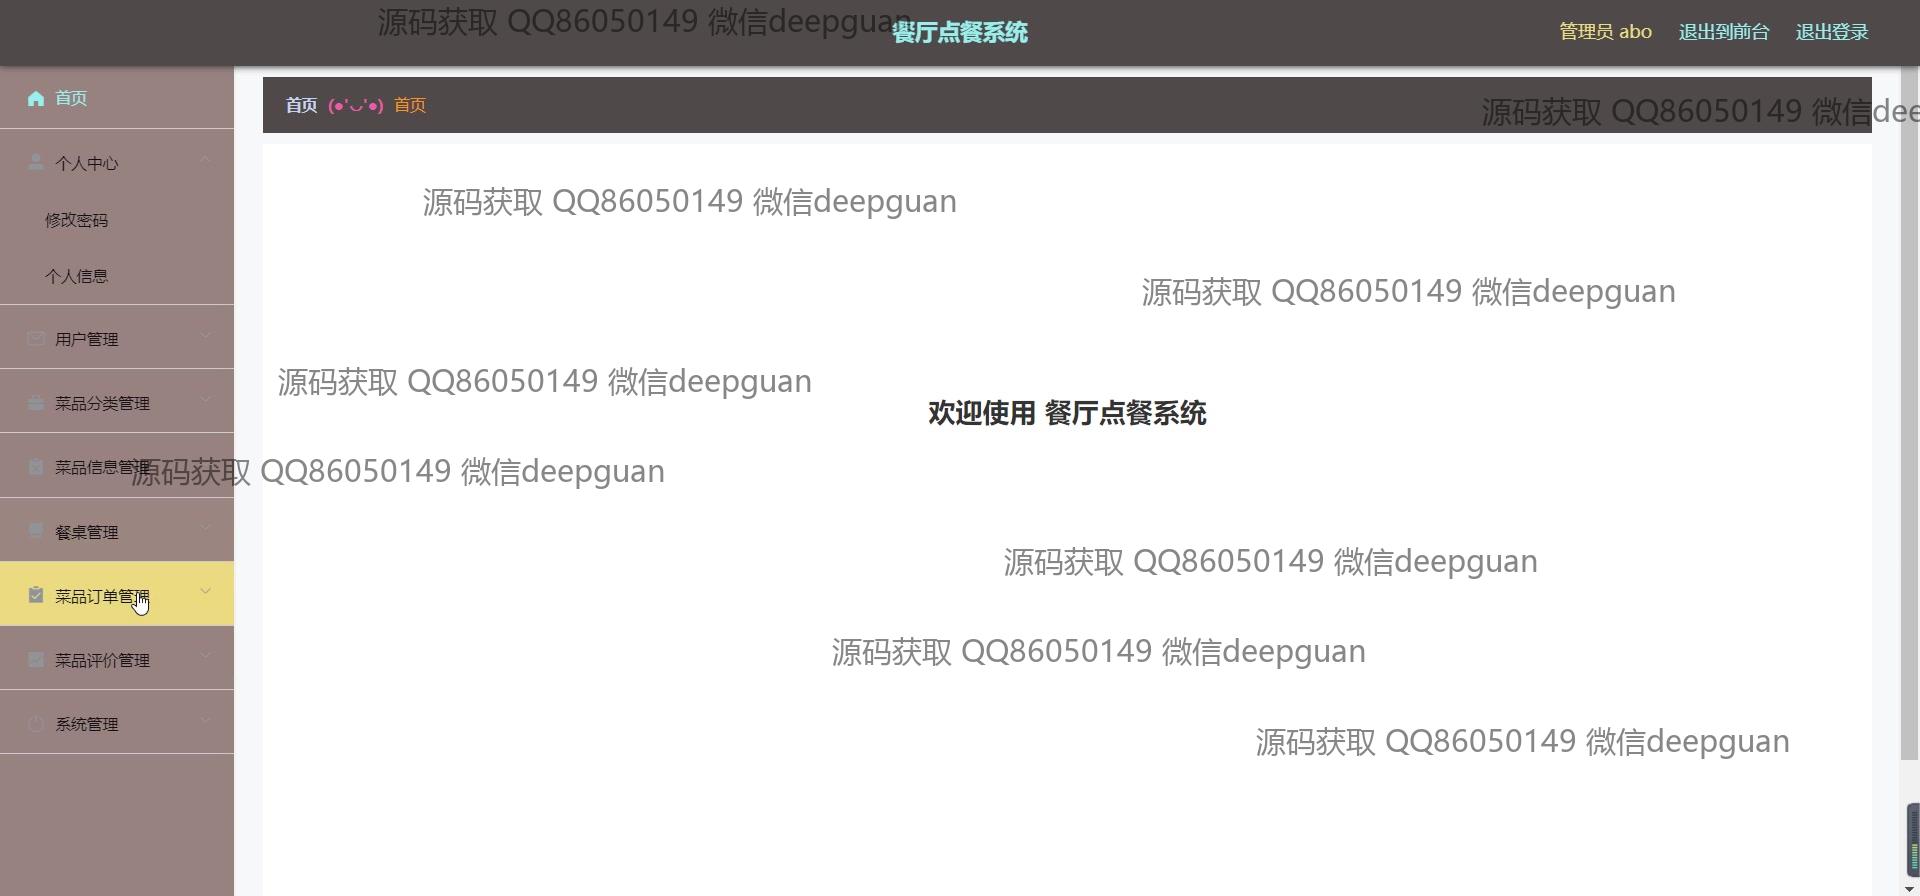 源码获取 QQ86050149 微信deepguan
餐厅点餐系统
管理员 abo 退出到前台 退出登录
首页
首页 (●'◡'●) 首页
源码获取 QQ86050149 微信dee
个人中心
源码获取 QQ86050149 微信deepguan
修改密码
个人信息
源码获取 QQ86050149 微信deepguan
用户管理
源码获取 QQ86050149 微信deepguan
菜品分类管理
欢迎使用 餐厅点餐系统
菜品信息管理
源码获取 QQ86050149 微信deepguan
餐桌管理
源码获取 QQ86050149 微信deepguan
菜品订单管理
源码获取 QQ86050149 微信deepguan
菜品评价管理
系统管理
源码获取 QQ86050149 微信deepguan